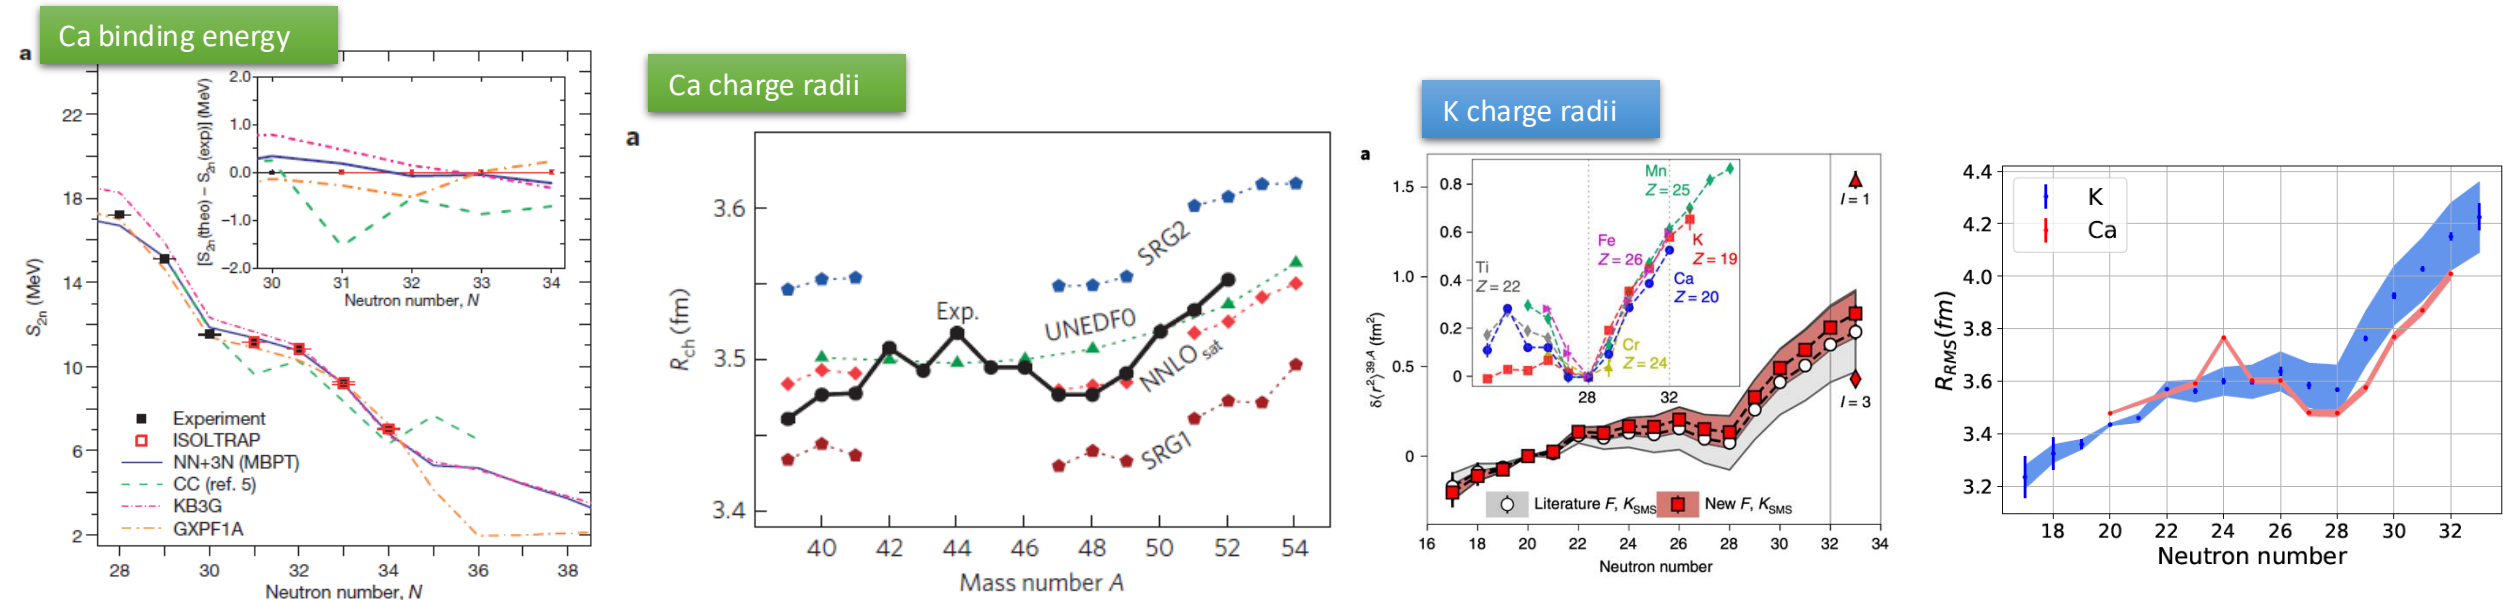 Ca binding energy
a
S2n (MeV)
22
18
14
10
6
2
28
30
32
34
36
38
Neutron number, N
[S2n(theo) − S2n(exp)] (MeV)
2.0
1.0
0.0
−1.0
−2.0
30
31
32
33
34
Neutron number, N
Experiment
ISOLTRAP
NN+3N (MBPT)
CC (ref. 5)
KB3G
GXPF1A
Ca charge radii
a
Rch (fm)
3.6
3.5
3.4
40
42
44
46
48
50
52
54
Mass number A
Exp.
SRG2
UNEDF0
NNLOsat
SRG1
K charge radii
a
δ⟨r²⟩39,A (fm²)
1.5
1.0
0.5
0
16
18
20
22
24
26
28
30
32
34
Neutron number
0.8
0.6
0.4
0.2
0
28
32
Mn
Z = 25
Fe
Z = 26
K
Z = 19
Ti
Z = 22
Ca
Z = 20
Cr
Z = 24
I = 1
I = 3
Literature F, KSMS
New F, KSMS
RRMS(fm)
4.4
4.2
4.0
3.8
3.6
3.4
3.2
18
20
22
24
26
28
30
32
Neutron number
K
Ca